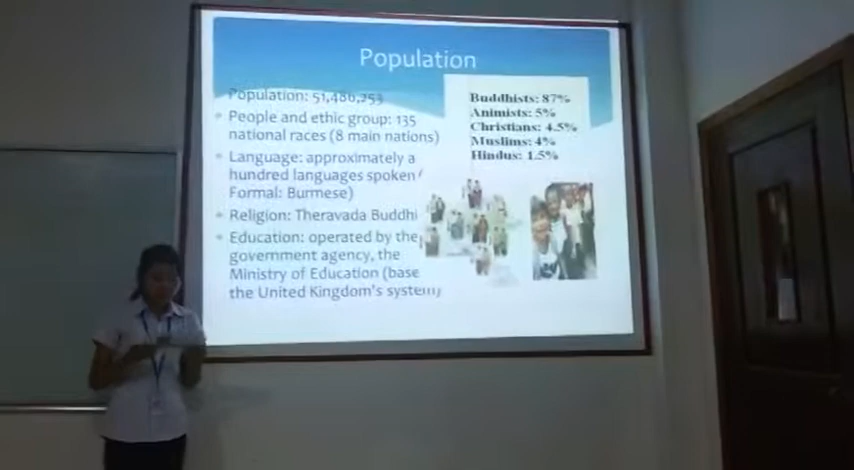 Population
Population: 51,486,253
People and ethic group: 135
national races (8 main nations)
Language: approximately a
hundred languages spoken
Formal: Burmese)
Religion: Theravada Buddhi
Education: operated by the
government agency, the
Ministry of Education (base
the United Kingdom's system)
Buddhists: 87%
Animists: 5%
Christians: 4.5%
Muslims: 4%
Hindus: 1.5%